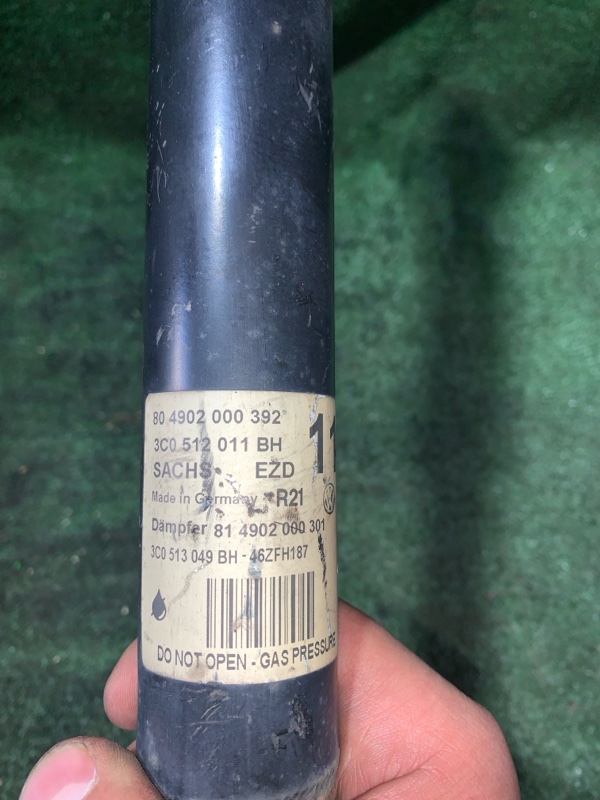 80 4902 000 392
3C0 512 011 BH
11
SACHS EZD
Made in Germany R21
Dämpfer 81 4902 000 301
3C0 513 049 BH - 46ZFH187
DO NOT OPEN - GAS PRESSURE